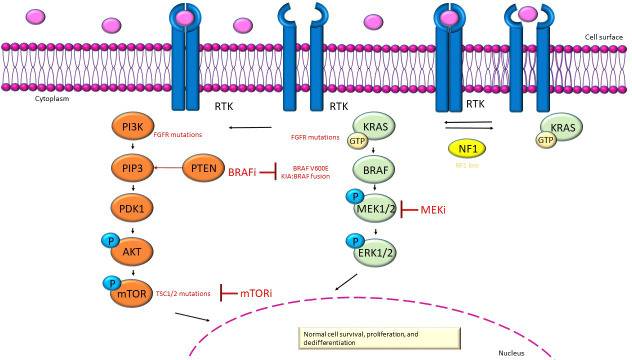 Cell surface
Cytoplasm
RTK
RTK
RTK
PI3K
FGFR mutations
FGFR mutations
KRAS
GTP
NF1
NF1 loss
KRAS
GTP
PIP3
PTEN
BRAFi
BRAF V600E
KIA:BRAF fusion
BRAF
PDK1
P
MEK1/2
MEKi
P
AKT
P
ERK1/2
P
mTOR
TSC1/2 mutations
mTORi
Normal cell survival, proliferation, and
dedifferentiation
Nucleus